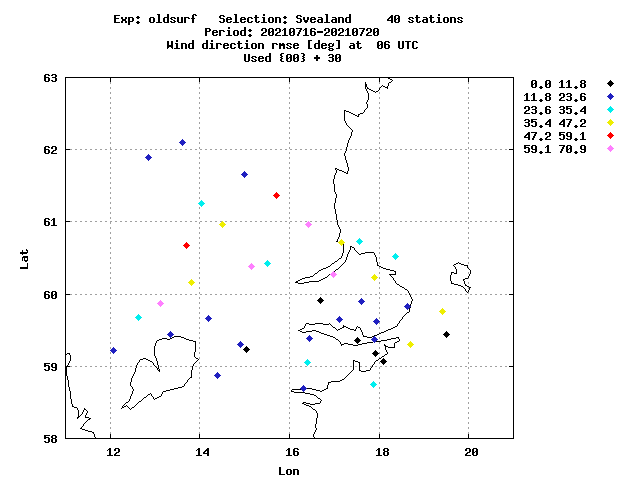 Exp: oldsurf   Selection: Svealand     40 stations
Period: 20210716-20210720
Wind direction rmse [deg] at  06 UTC
Used {00} + 30
63
62
61
60
59
58
Lat
12
14
16
18
20
Lon
0.0 11.8
11.8 23.6
23.6 35.4
35.4 47.2
47.2 59.1
59.1 70.9